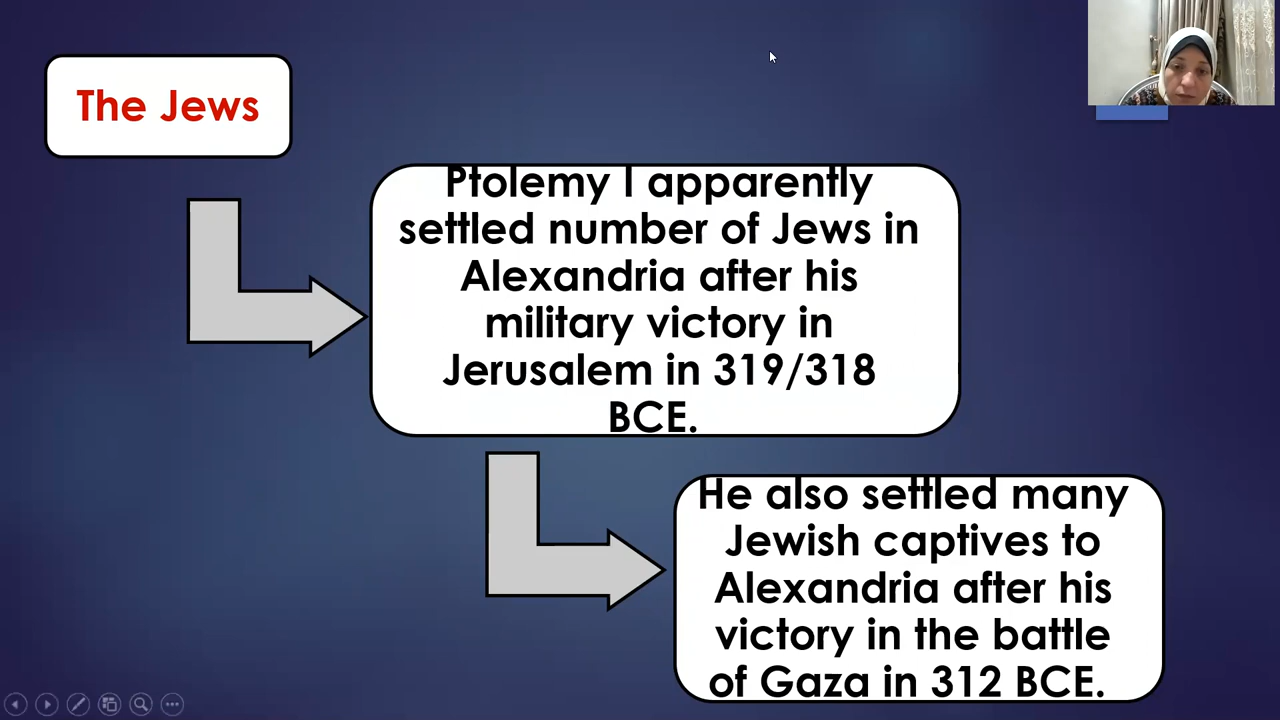 The Jews
Ptolemy I apparently
settled number of Jews in
Alexandria after his
military victory in
Jerusalem in 319/318
BCE.
He also settled many
Jewish captives to
Alexandria after his
victory in the battle
of Gaza in 312 BCE.